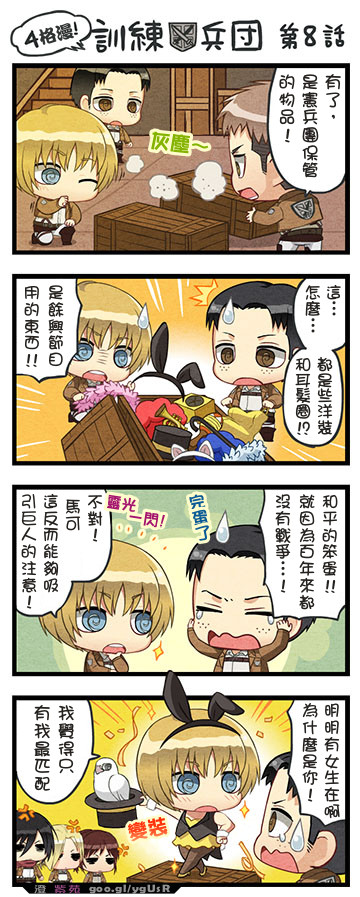 4格漫!
訓練兵団 第8話
有了,
是憲兵團保管
的物品!
灰塵~
這…
怎麼…
都是些洋裝
和耳髮圈!?
是餘興節目
用的東西!!
和平的笨蛋!!
就因為百年來都
沒有戰爭…!
完蛋了
靈光
一閃!
不對!
馬可
這反而能夠吸
引巨人的注意!
明明有女生在啊
為什麼是你!
我覺得只
有我最匹配
變裝
澄 紫苑 goo.gl/ygUsR